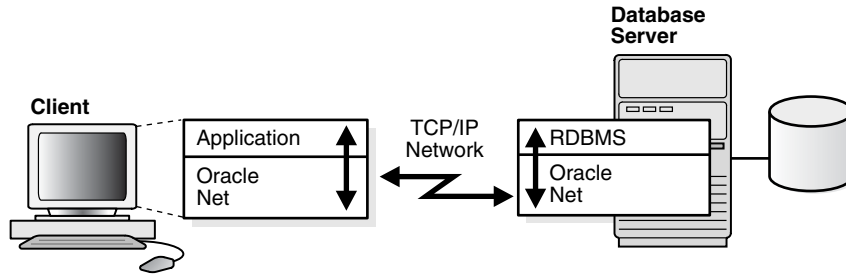 Database
Server
Client
Application
Oracle
Net
TCP/IP
Network
RDBMS
Oracle
Net